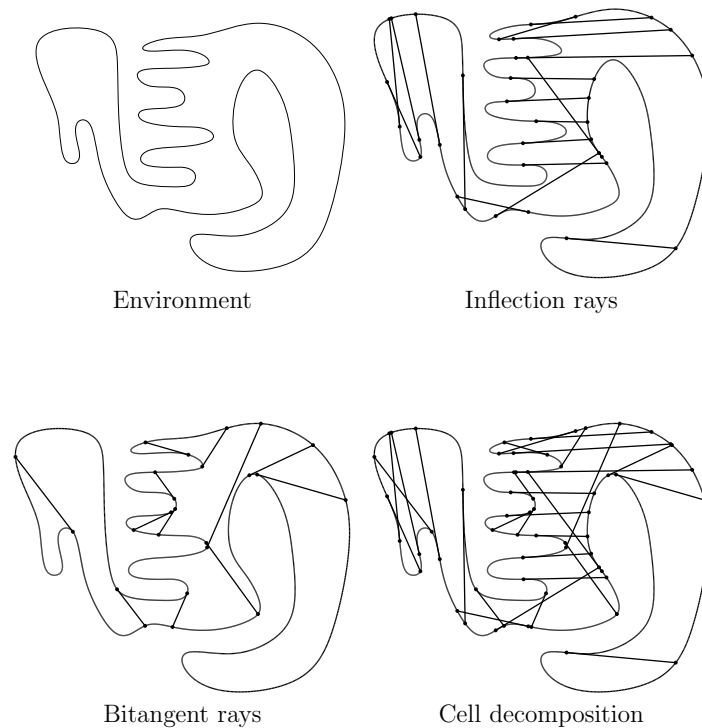 Environment
Inflection rays
Bitangent rays
Cell decomposition